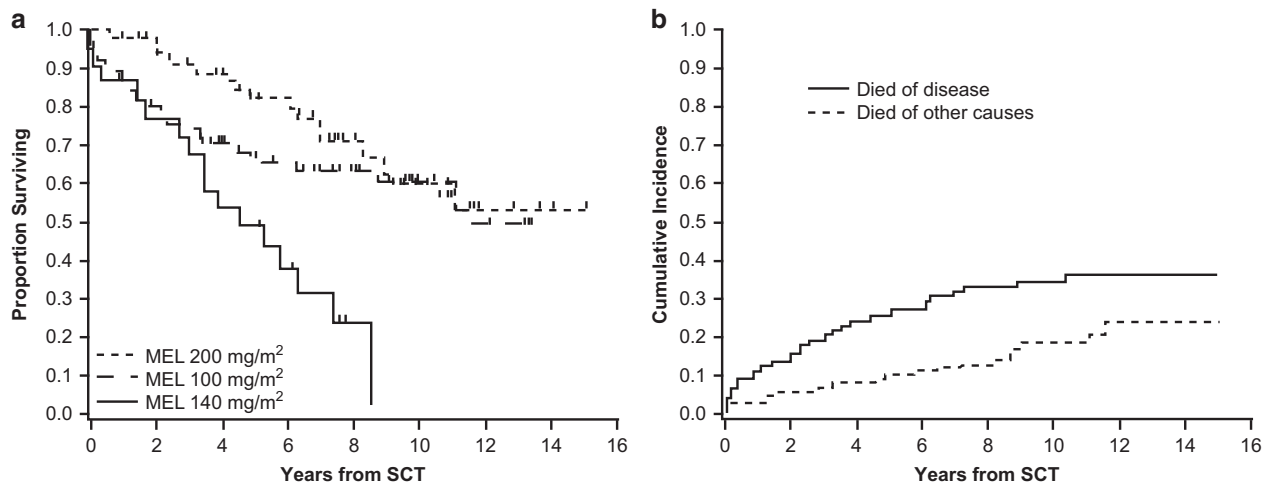 a
1.0
0.9
0.8
0.7
0.6
0.5
0.4
0.3
0.2
0.1
0.0
Proportion Surviving
MEL 200 mg/m²
MEL 100 mg/m²
MEL 140 mg/m²
0 2 4 6 8 10 12 14 16
Years from SCT
b
1.0
0.9
0.8
0.7
0.6
0.5
0.4
0.3
0.2
0.1
0.0
Cumulative Incidence
Died of disease
Died of other causes
0 2 4 6 8 10 12 14 16
Years from SCT